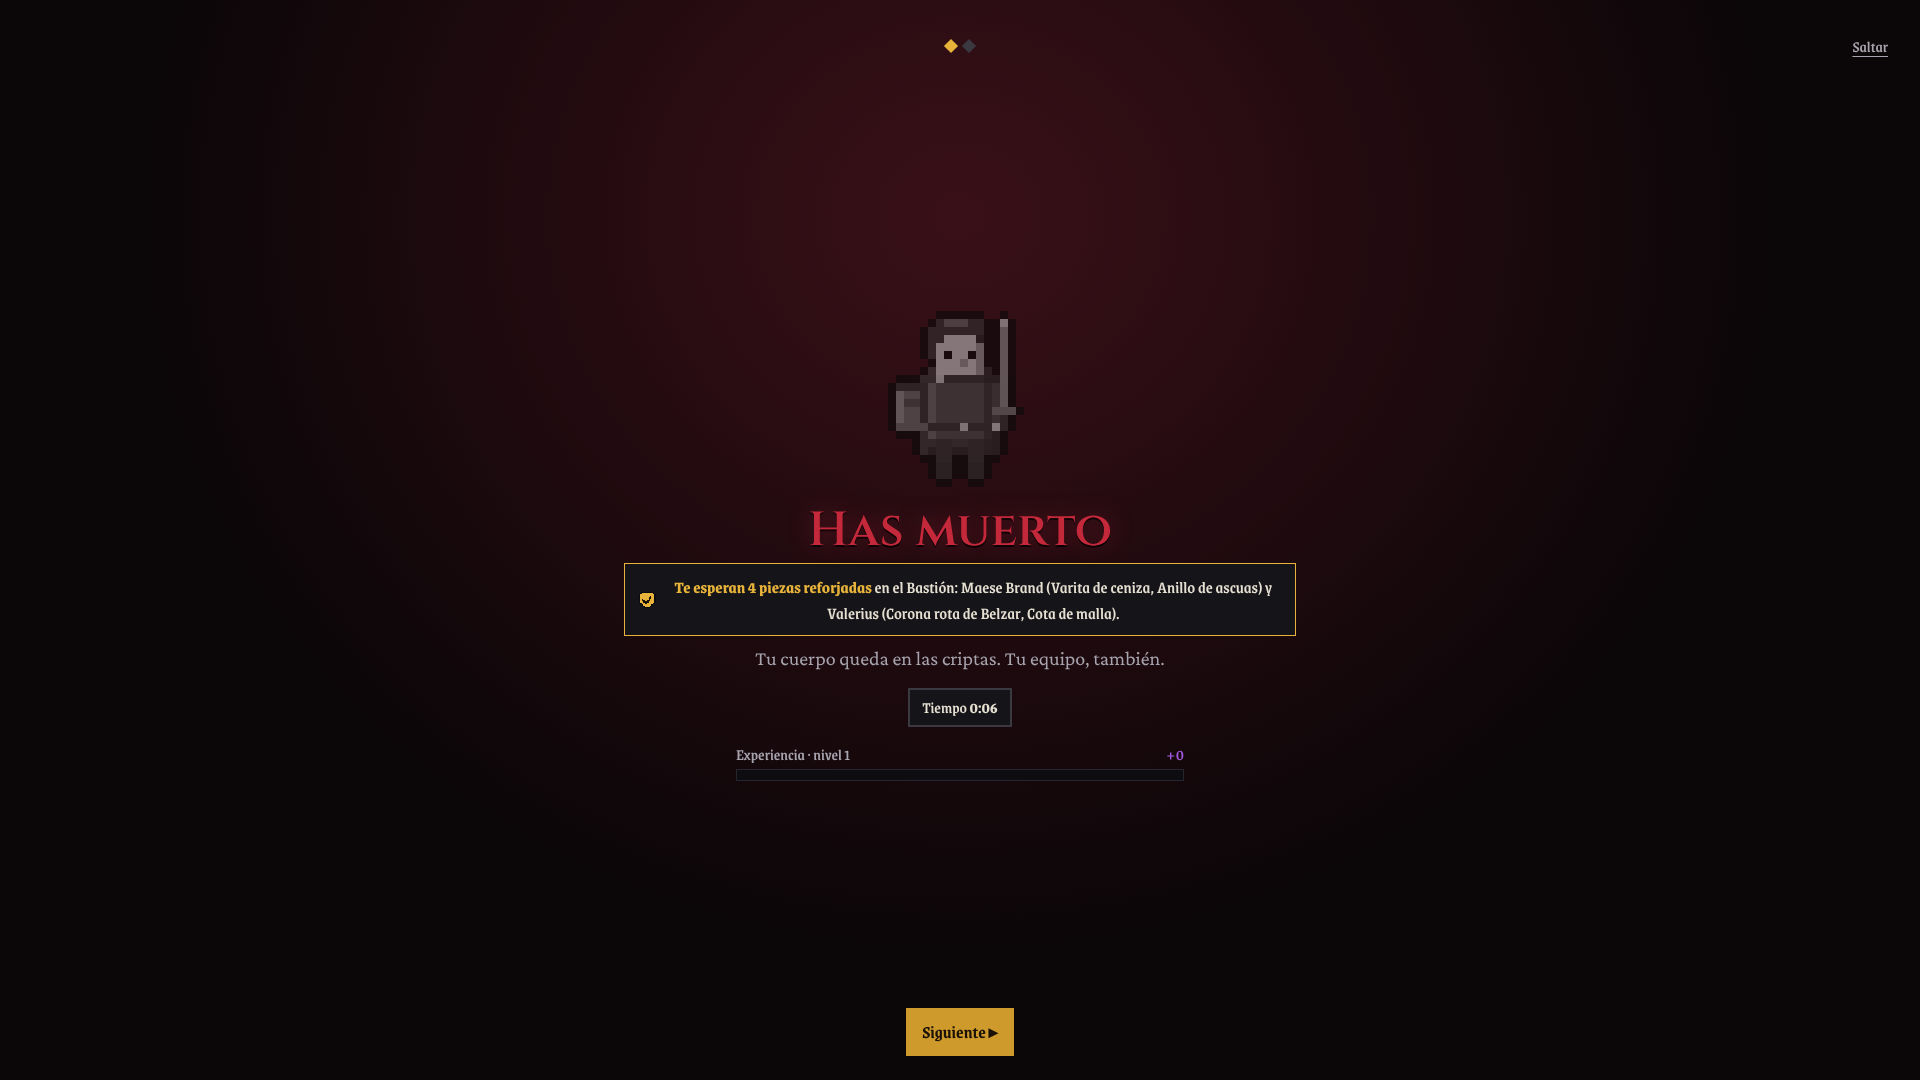 Saltar
Has muerto
Te esperan 4 piezas reforjadas en el Bastión: Maese Brand (Varita de ceniza, Anillo de ascuas) y
Valerius (Corona rota de Belzar, Cota de malla).
Tu cuerpo queda en las criptas. Tu equipo, también.
Tiempo 0:06
Experiencia · nivel 1 +0
Siguiente ▶